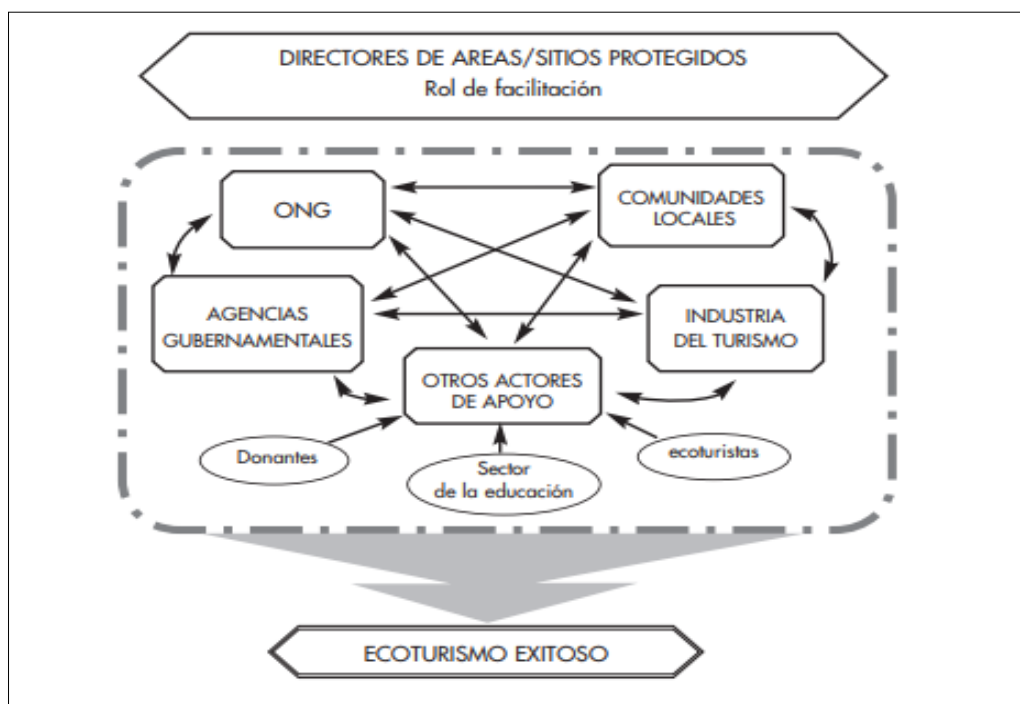 DIRECTORES DE AREAS/SITIOS PROTEGIDOS
Rol de facilitación
ONG
COMUNIDADES
LOCALES
AGENCIAS
GUBERNAMENTALES
INDUSTRIA
DEL TURISMO
OTROS ACTORES
DE APOYO
Donantes
Sector
de la educación
ecoturistas
ECOTURISMO EXITOSO